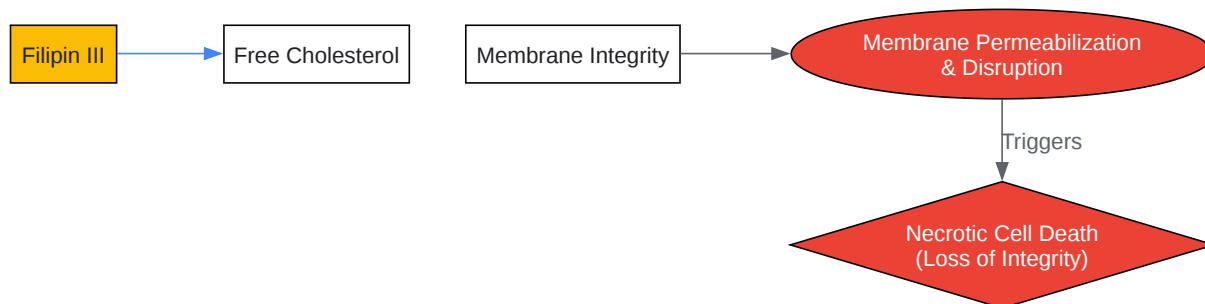 Filipin III
Free Cholesterol
Membrane Integrity
Membrane Permeabilization
& Disruption
Triggers
Necrotic Cell Death
(Loss of Integrity)